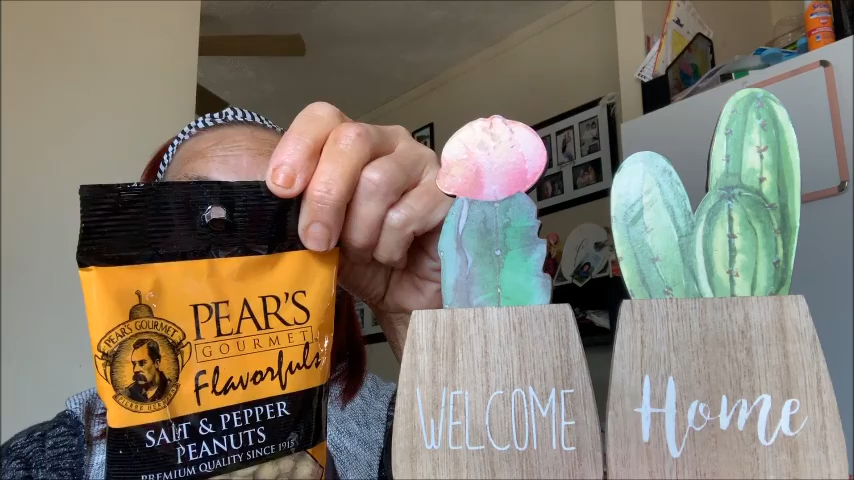 PEAR'S GOURMET
PEAR'S
GOURMET
Flavorfuls
SALT & PEPPER
PEANUTS
PREMIUM QUALITY SINCE 1915
WELCOME
Home